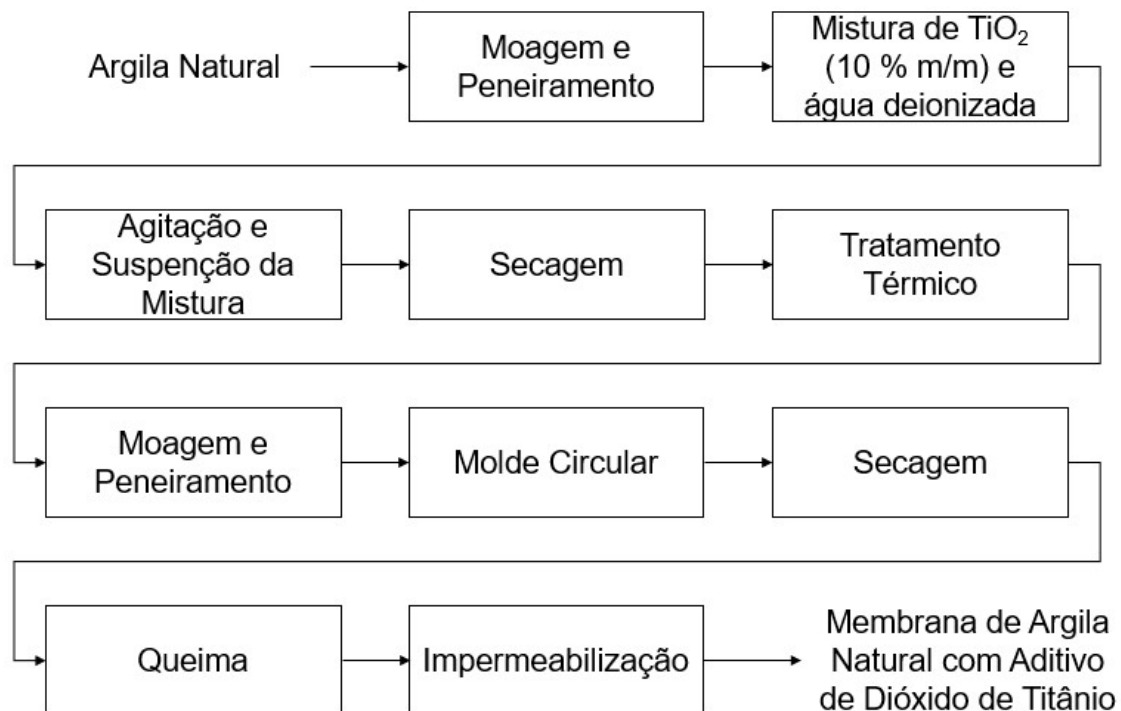 Argila Natural
Moagem e
Peneiramento
Mistura de TiO₂
(10 % m/m) e
água deionizada
Agitação e
Suspenção da
Mistura
Secagem
Tratamento
Térmico
Moagem e
Peneiramento
Molde Circular
Secagem
Queima
Impermeabilização
Membrana de Argila
Natural com Aditivo
de Dióxido de Titânio